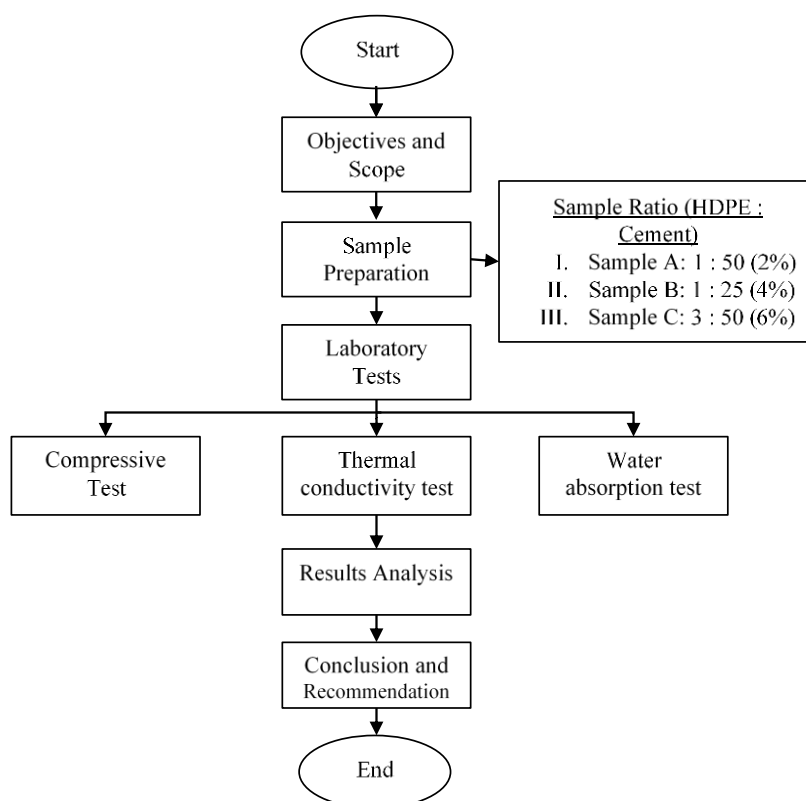 Start
Objectives and
Scope
Sample
Preparation
Sample Ratio (HDPE :
Cement)
I. Sample A: 1 : 50 (2%)
II. Sample B: 1 : 25 (4%)
III. Sample C: 3 : 50 (6%)
Laboratory
Tests
Compressive
Test
Thermal
conductivity test
Water
absorption test
Results Analysis
Conclusion and
Recommendation
End